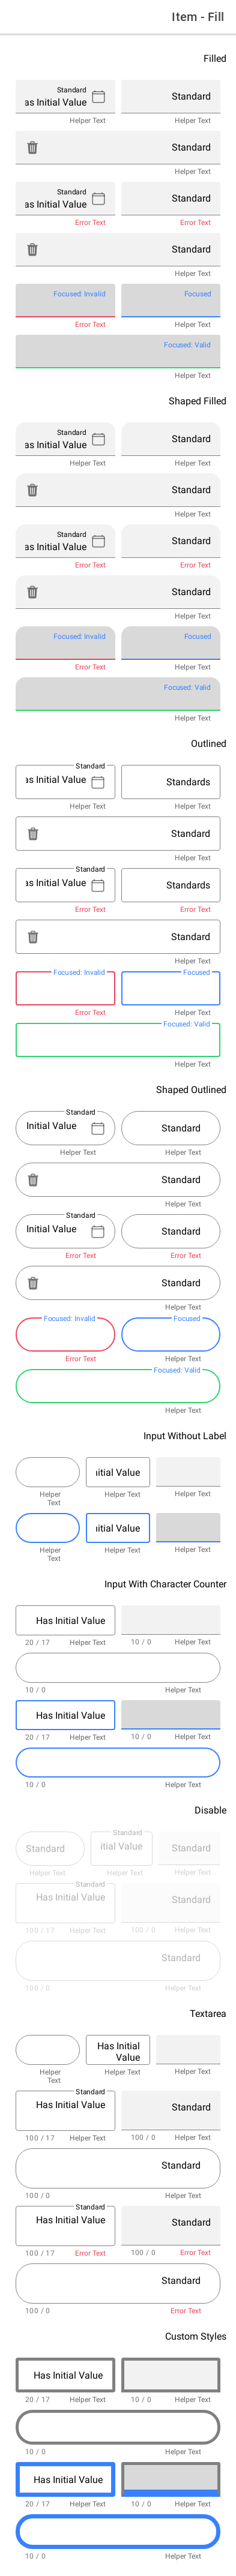 Item - Fill
Filled
Standard
as Initial Value
Standard
Helper Text
Helper Text
Standard
Helper Text
Standard
as Initial Value
Standard
Error Text
Error Text
Standard
Helper Text
Focused: Invalid
Focused
Error Text
Helper Text
Focused: Valid
Helper Text
Shaped Filled
Standard
as Initial Value
Standard
Helper Text
Helper Text
Standard
Helper Text
Standard
as Initial Value
Standard
Error Text
Error Text
Standard
Helper Text
Focused: Invalid
Focused
Error Text
Helper Text
Focused: Valid
Helper Text
Outlined
Standard
as Initial Value
Standards
Helper Text
Helper Text
Standard
Helper Text
Standard
as Initial Value
Standards
Error Text
Error Text
Standard
Helper Text
Focused: Invalid
Focused
Error Text
Helper Text
Focused: Valid
Helper Text
Shaped Outlined
Standard
Initial Value
Standard
Helper Text
Helper Text
Standard
Helper Text
Standard
Initial Value
Standard
Error Text
Error Text
Standard
Helper Text
Focused: Invalid
Focused
Error Text
Helper Text
Focused: Valid
Helper Text
Input Without Label
itial Value
Helper
Text
Helper Text
Helper Text
itial Value
Helper
Text
Helper Text
Helper Text
Input With Character Counter
Has Initial Value
20 / 17
Helper Text
10 / 0
Helper Text
10 / 0
Helper Text
Has Initial Value
20 / 17
Helper Text
10 / 0
Helper Text
10 / 0
Helper Text
Disable
Standard
Standard
itial Value
Standard
Helper Text
Helper Text
Helper Text
Standard
Has Initial Value
Standard
100 / 17
Helper Text
100 / 0
Helper Text
Standard
100 / 0
Helper Text
Textarea
Has Initial
Value
Helper
Text
Helper Text
Helper Text
Standard
Has Initial Value
Standard
100 / 17
Helper Text
100 / 0
Helper Text
Standard
100 / 0
Helper Text
Standard
Has Initial Value
Standard
100 / 17
Error Text
100 / 0
Error Text
Standard
100 / 0
Error Text
Custom Styles
Has Initial Value
20 / 17
Helper Text
10 / 0
Helper Text
10 / 0
Helper Text
Has Initial Value
20 / 17
Helper Text
10 / 0
Helper Text
10 / 0
Helper Text